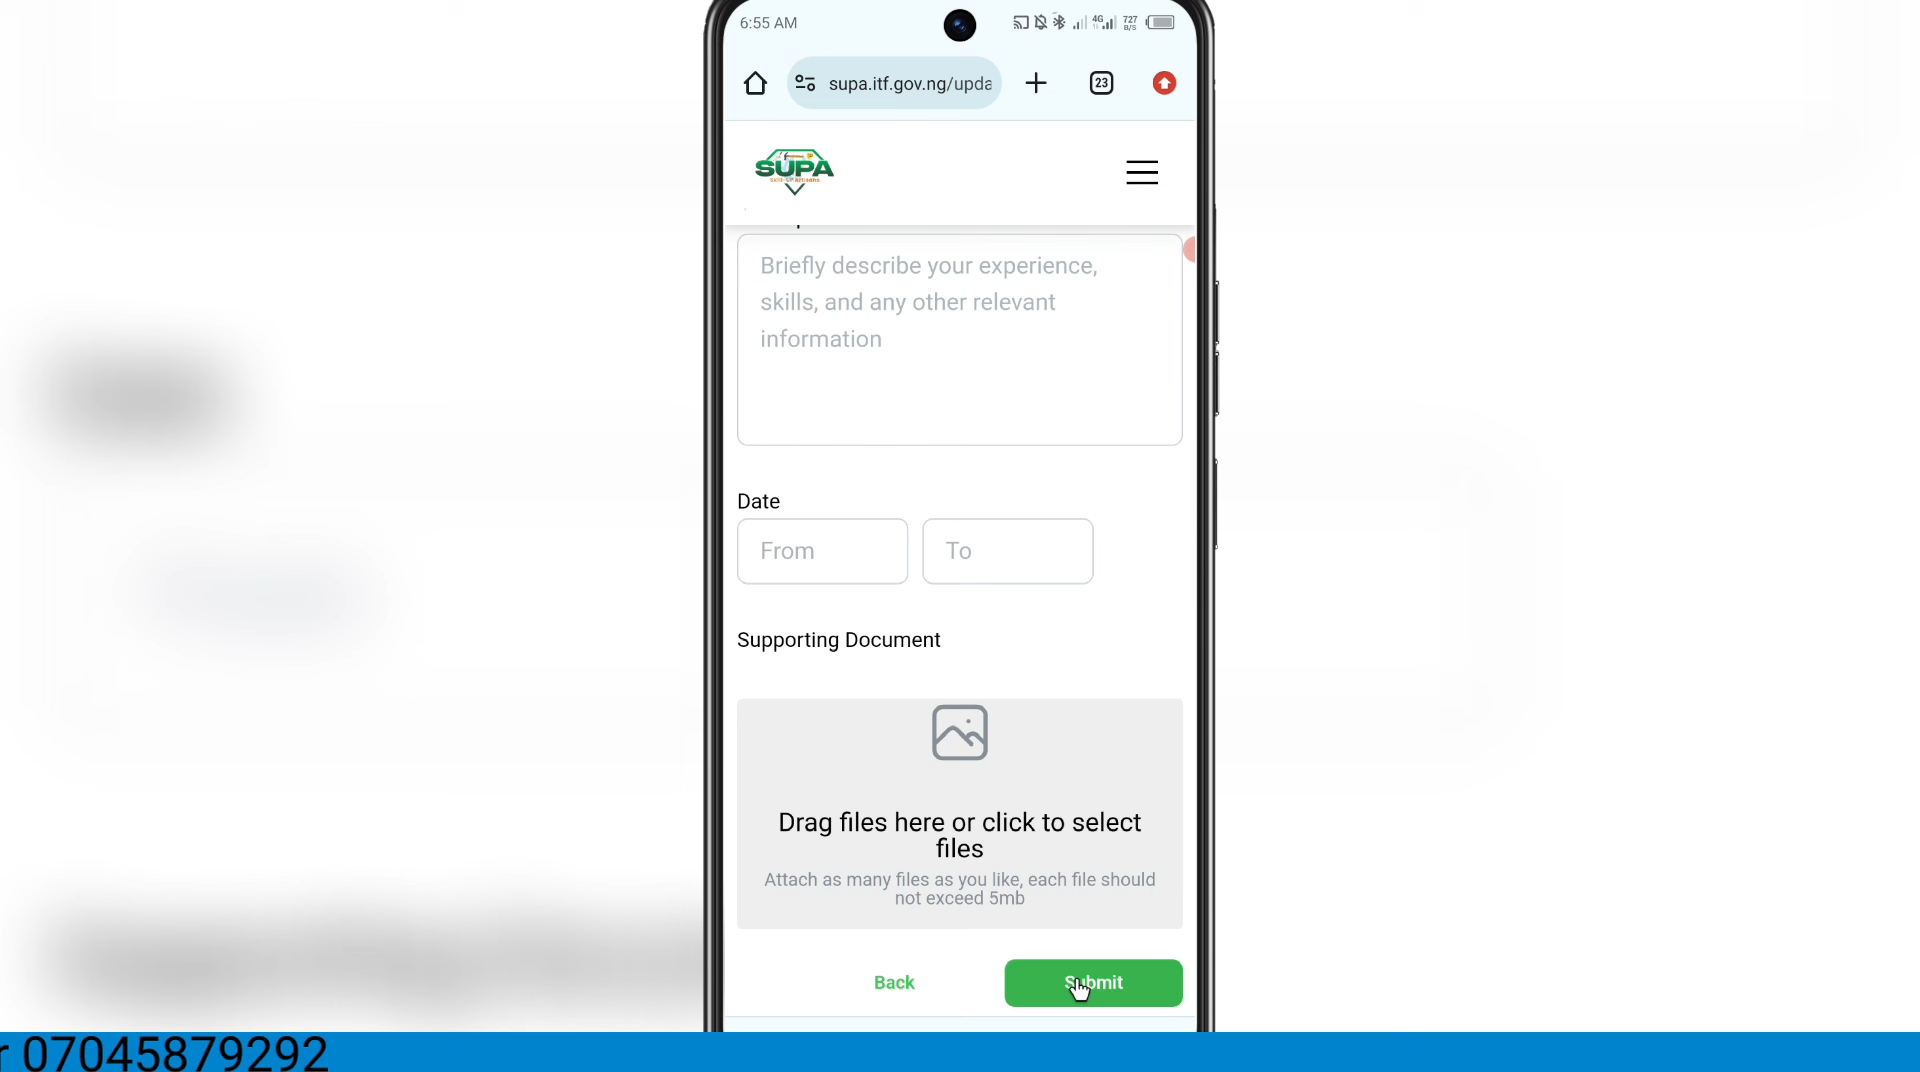 6:55 AM
4G
727
B/S
supa.itf.gov.ng/upda
23
SUPA
Briefly describe your experience,
skills, and any other relevant
information
Date
From
To
Supporting Document
Drag files here or click to select
files
Attach as many files as you like, each file should
not exceed 5mb
Back
Submit
r 07045879292